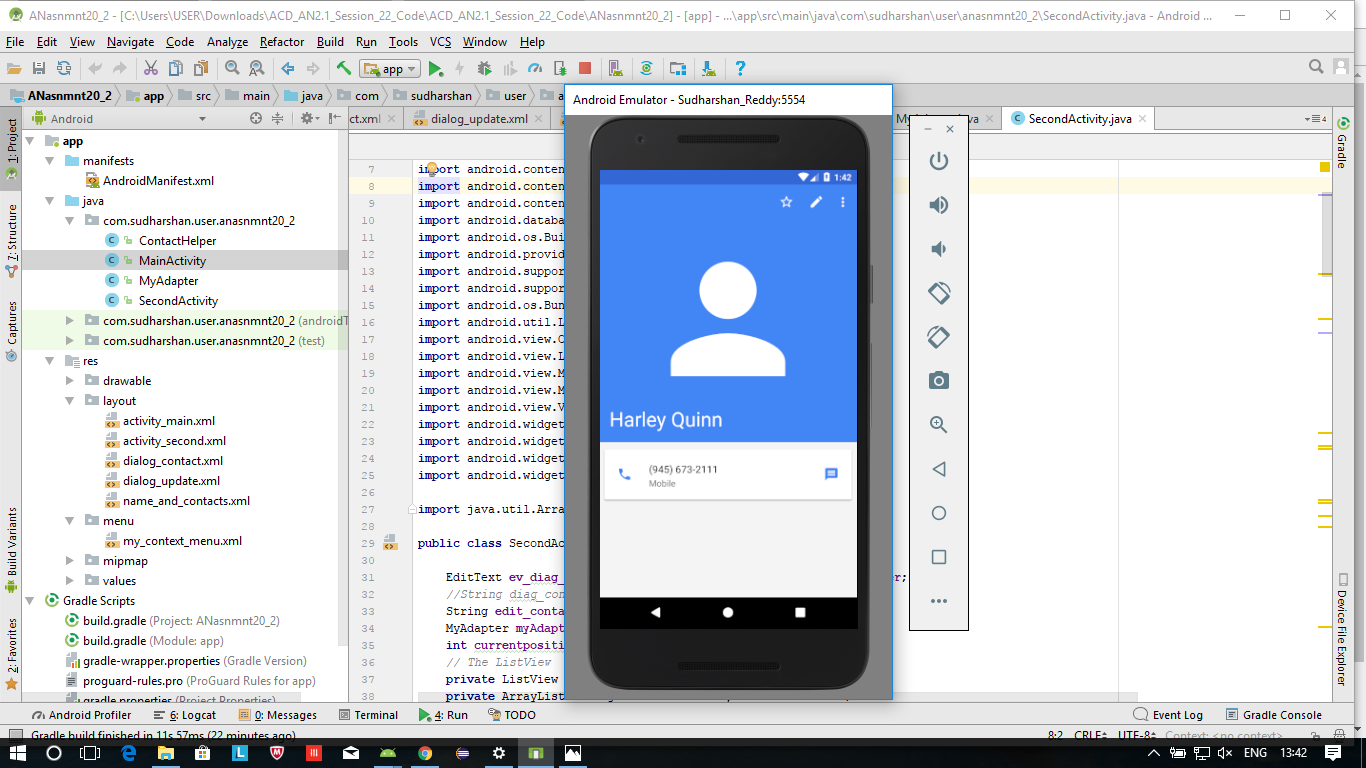 ANasnmnt20_2 - [C:\Users\USER\Downloads\ACD_AN2.1_Session_22_Code\ACD_AN2.1_Session_22_Code\ANasnmnt20_2] - [app] - ...\app\src\main\java\com\sudharshan\user\anasnmnt20_2\SecondActivity.java - Android ...
File Edit View Navigate Code Analyze Refactor Build Run Tools VCS Window Help
app
ANasnmnt20_2 app src main java com sudharshan user
Android
ct.xml dialog_update.xml SecondActivity.java
1: Project
7: Structure
Captures
Build Variants
2: Favorites
app
manifests
AndroidManifest.xml
java
com.sudharshan.user.anasnmnt20_2
ContactHelper
MainActivity
MyAdapter
SecondActivity
com.sudharshan.user.anasnmnt20_2 (androidT
com.sudharshan.user.anasnmnt20_2 (test)
res
drawable
layout
activity_main.xml
activity_second.xml
dialog_contact.xml
dialog_update.xml
name_and_contacts.xml
menu
my_context_menu.xml
mipmap
values
Gradle Scripts
build.gradle (Project: ANasnmnt20_2)
build.gradle (Module: app)
gradle-wrapper.properties (Gradle Version)
proguard-rules.pro (ProGuard Rules for app)
gradle.properties (Project Properties)
7 import android.conten
8 import android.conten
9 import android.conten
10 import android.databa
11 import android.os.Bui
12 import android.provid
13 import android.suppor
14 import android.suppor
15 import android.os.Bun
16 import android.util.L
17 import android.view.C
18 import android.view.L
19 import android.view.M
20 import android.view.M
21 import android.view.V
22 import android.widget
23 import android.widget
24 import android.widget
25 import android.widget
26
27 import java.util.Arra
28
29 public class SecondAc
30
31 EditText ev_diag_ er;
32 //String diag_con
33 String edit_conta
34 MyAdapter myAdapt
35 int currentpositi
36 // The ListView
37 private ListView
38 private ArrayList
Android Emulator - Sudharshan_Reddy:5554
1:42
Harley Quinn
(945) 673-2111
Mobile
Gradle
Device File Explorer
Android Profiler 6: Logcat 0: Messages Terminal 4: Run TODO Event Log Gradle Console
Gradle build finished in 11s 57ms (22 minutes ago) 8:2 CRLF UTF-8 Context: <no context>
ENG 13:42